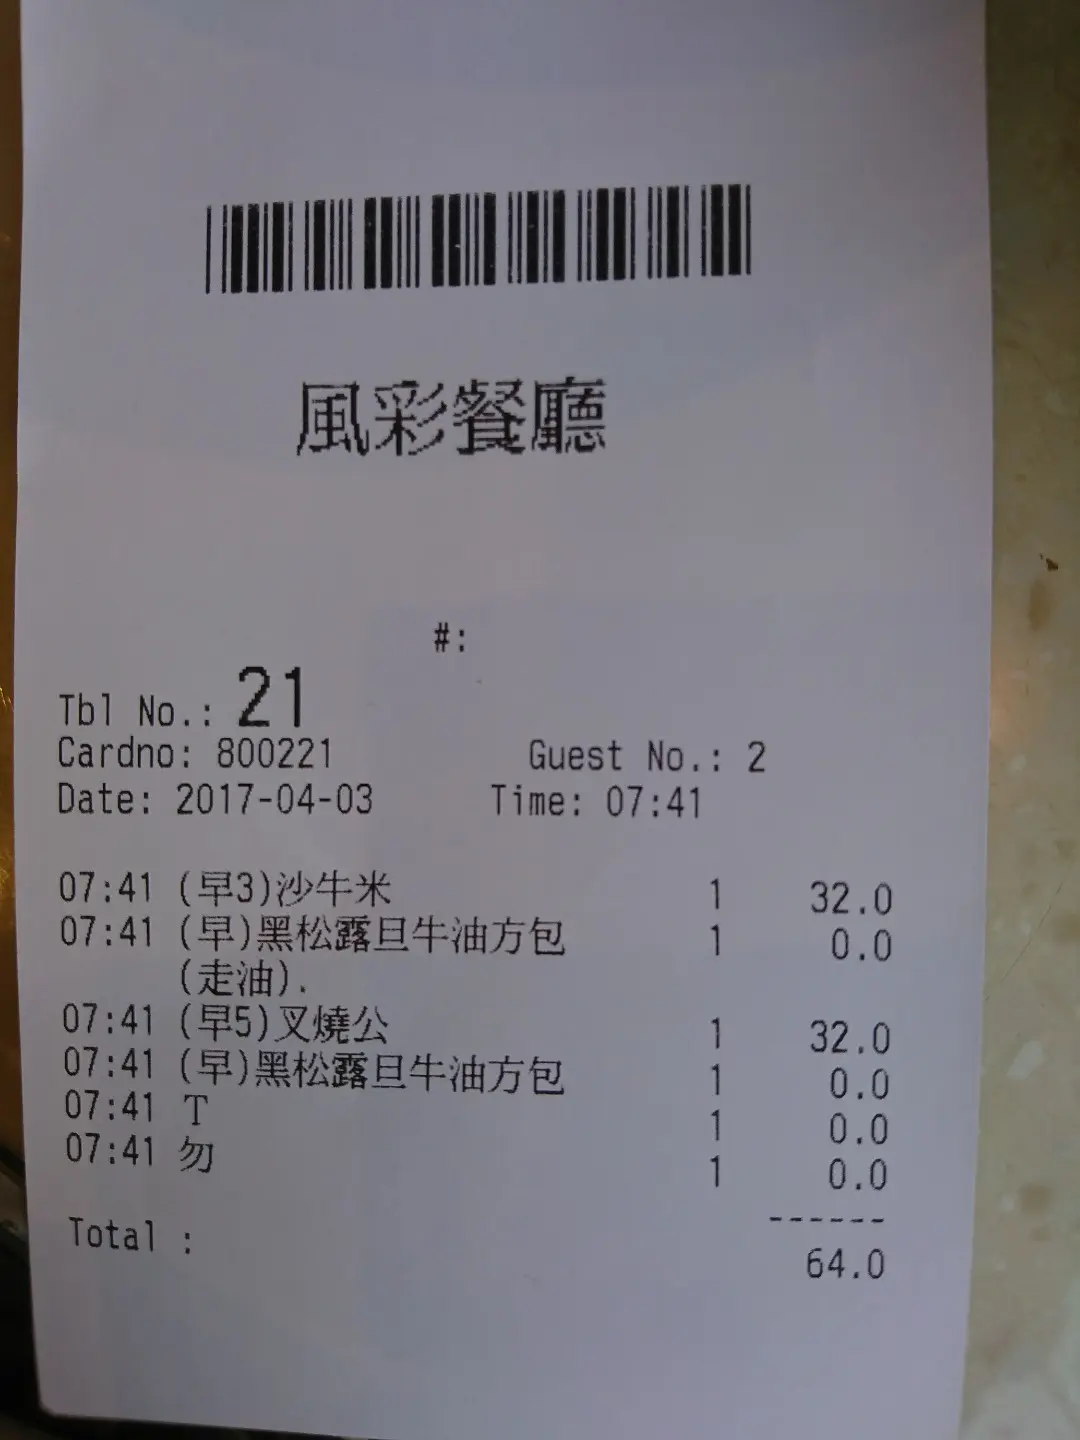 風彩餐廳
#:
Tbl No.: 21
Cardno: 800221 Guest No.: 2
Date: 2017-04-03 Time: 07:41
07:41 (早3)沙牛米 1 32.0
07:41 (早)黑松露旦牛油方包 1 0.0
(走油).
07:41 (早5)叉燒公 1 32.0
07:41 (早)黑松露旦牛油方包 1 0.0
07:41 T 1 0.0
07:41 勿 1 0.0
------
Total : 64.0